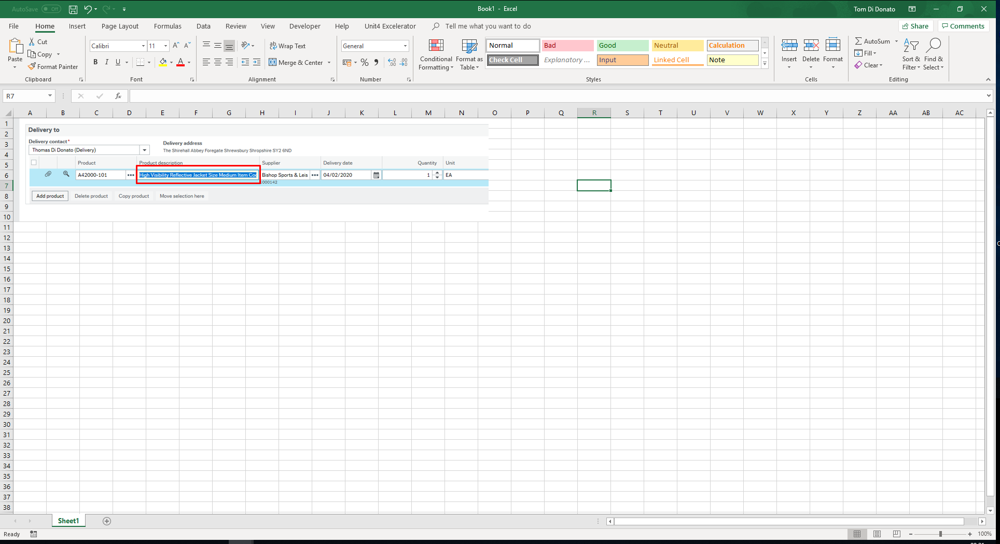 AutoSave Off Book1 - Excel Tom Di Donato
File Home Insert Page Layout Formulas Data Review View Developer Help Unit4 Excelerator Tell me what you want to do Share Comments
Paste Cut Copy Format Painter Clipboard
Calibri 11 B I U A A Font
Wrap Text Merge & Center Alignment
General % Number
Conditional Formatting Format as Table
Normal Bad Good Neutral Calculation
Check Cell Explanatory ... Input Linked Cell Note
Styles
Insert Delete Format Cells
AutoSum Fill Clear Sort & Filter Find & Select Editing
R7 fx
A B C D E F G H I J K L M N O P Q R S T U V W X Y Z AA AB AC
1
2
3
4
5
6
7
8
9
10
11
12
13
14
15
16
17
18
19
20
21
22
23
24
25
26
27
28
29
30
31
32
33
34
35
36
37
38
Delivery to
Delivery contact* Delivery address
Thomas Di Donato (Delivery) The Shirehall Abbey Foregate Shrewsbury Shropshire SY2 6ND
Product Product description Supplier Delivery date Quantity Unit
A42000-101 High Visibility Reflective Jacket Size Medium Item Co Bishop Sports & Leis 04/02/2020 1 EA
000142
Add product Delete product Copy product Move selection here
Sheet1
Ready 100%